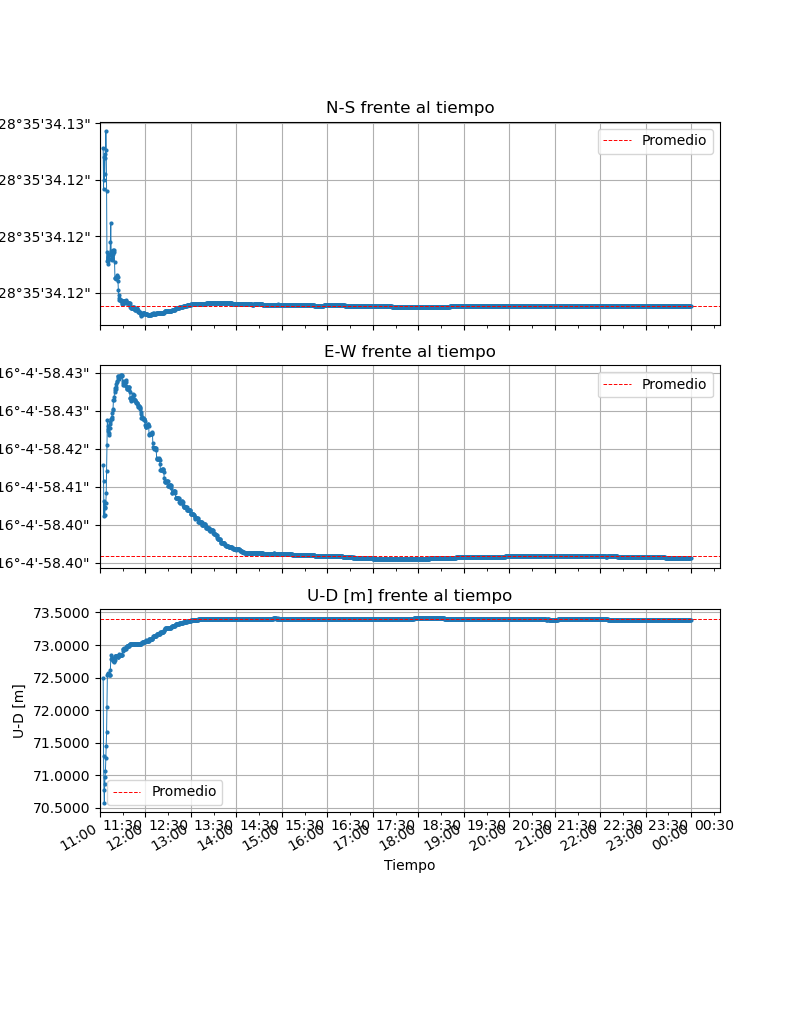 N-S frente al tiempo
28°35'34.13"
28°35'34.12"
28°35'34.12"
28°35'34.12"
Promedio
E-W frente al tiempo
16°-4'-58.43"
16°-4'-58.43"
16°-4'-58.42"
16°-4'-58.41"
16°-4'-58.40"
16°-4'-58.40"
Promedio
U-D [m] frente al tiempo
U-D [m]
73.5000
73.0000
72.5000
72.0000
71.5000
71.0000
70.5000
Promedio
11:30 12:30 13:30 14:30 15:30 16:30 17:30 18:30 19:30 20:30 21:30 22:30 23:30 00:30
11:00 12:00 13:00 14:00 15:00 16:00 17:00 18:00 19:00 20:00 21:00 22:00 23:00 00:00
Tiempo